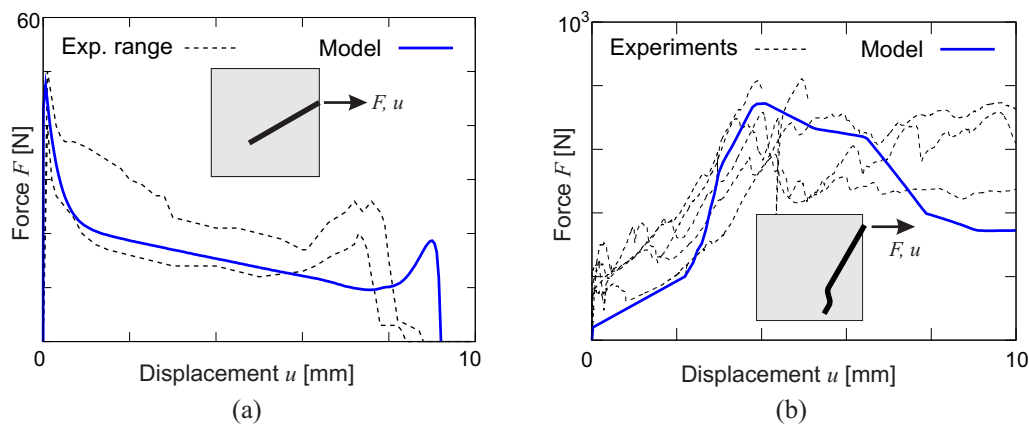 60
Exp. range
Model
F, u
Force F [N]
0
10
Displacement u [mm]
(a)
10³
Experiments
Model
F, u
Force F [N]
0
10
Displacement u [mm]
(b)